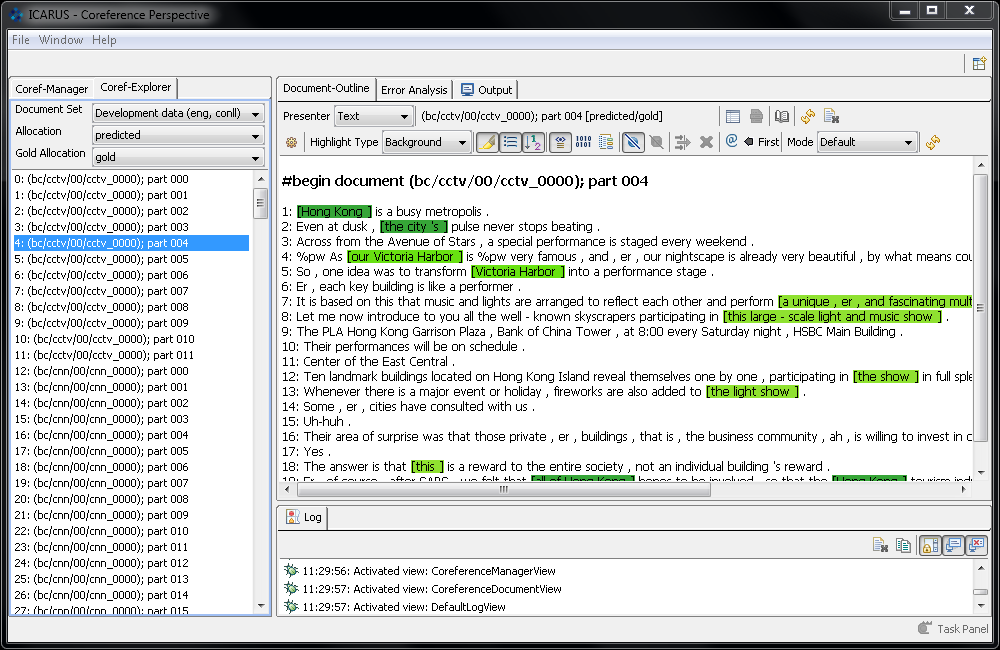 ICARUS - Coreference Perspective
File Window Help
Coref-Manager Coref-Explorer
Document Set Development data (eng, conll)
Allocation predicted
Gold Allocation gold
0: (bc/cctv/00/cctv_0000); part 000
1: (bc/cctv/00/cctv_0000); part 001
2: (bc/cctv/00/cctv_0000); part 002
3: (bc/cctv/00/cctv_0000); part 003
4: (bc/cctv/00/cctv_0000); part 004
5: (bc/cctv/00/cctv_0000); part 005
6: (bc/cctv/00/cctv_0000); part 006
7: (bc/cctv/00/cctv_0000); part 007
8: (bc/cctv/00/cctv_0000); part 008
9: (bc/cctv/00/cctv_0000); part 009
10: (bc/cctv/00/cctv_0000); part 010
11: (bc/cctv/00/cctv_0000); part 011
12: (bc/cnn/00/cnn_0000); part 000
13: (bc/cnn/00/cnn_0000); part 001
14: (bc/cnn/00/cnn_0000); part 002
15: (bc/cnn/00/cnn_0000); part 003
16: (bc/cnn/00/cnn_0000); part 004
17: (bc/cnn/00/cnn_0000); part 005
18: (bc/cnn/00/cnn_0000); part 006
19: (bc/cnn/00/cnn_0000); part 007
20: (bc/cnn/00/cnn_0000); part 008
21: (bc/cnn/00/cnn_0000); part 009
22: (bc/cnn/00/cnn_0000); part 010
23: (bc/cnn/00/cnn_0000); part 011
24: (bc/cnn/00/cnn_0000); part 012
25: (bc/cnn/00/cnn_0000); part 013
26: (bc/cnn/00/cnn_0000); part 014
27: (bc/cnn/00/cnn_0000); part 015
Document-Outline Error Analysis Output
Presenter Text (bc/cctv/00/cctv_0000); part 004 [predicted/gold]
Highlight Type Background First Mode Default
#begin document (bc/cctv/00/cctv_0000); part 004
1: [Hong Kong ] is a busy metropolis .
2: Even at dusk , [the city 's ] pulse never stops beating .
3: Across from the Avenue of Stars , a special performance is staged every weekend .
4: %pw As [our Victoria Harbor ] is %pw very famous , and , er , our nightscape is already very beautiful , by what means cou
5: So , one idea was to transform [Victoria Harbor ] into a performance stage .
6: Er , each key building is like a performer .
7: It is based on this that music and lights are arranged to reflect each other and perform [a unique , er , and fascinating mult
8: Let me now introduce to you all the well - known skyscrapers participating in [this large - scale light and music show ] .
9: The PLA Hong Kong Garrison Plaza , Bank of China Tower , at 8:00 every Saturday night , HSBC Main Building .
10: Their performances will be on schedule .
11: Center of the East Central .
12: Ten landmark buildings located on Hong Kong Island reveal themselves one by one , participating in [the show ] in full sple
13: Whenever there is a major event or holiday , fireworks are also added to [the light show ] .
14: Some , er , cities have consulted with us .
15: Uh-huh .
16: Their area of surprise was that those private , er , buildings , that is , the business community , ah , is willing to invest in c
17: Yes .
18: The answer is that [this ] is a reward to the entire society , not an individual building 's reward .
19: Er , of course , after SARS , we felt that [all of Hong Kong ] hopes to be involved , so that the [Hong Kong ] tourism indu
Log
11:29:56: Activated view: CoreferenceManagerView
11:29:57: Activated view: CoreferenceDocumentView
11:29:57: Activated view: DefaultLogView
Task Panel